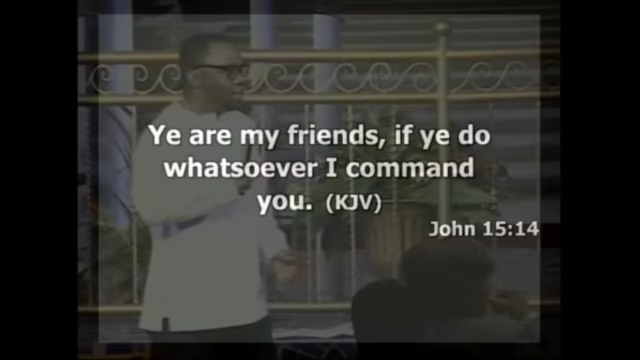 Ye are my friends, if ye do
whatsoever I command
you. (KJV)
John 15:14